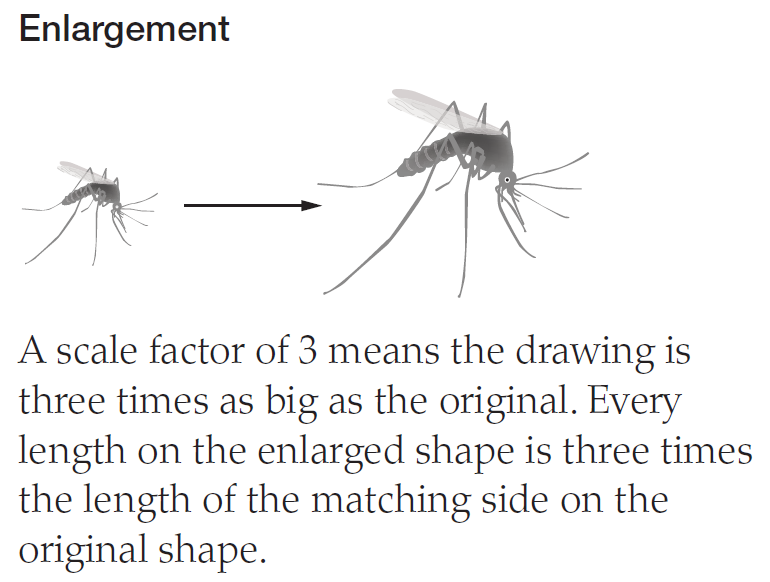 Enlargement
A scale factor of 3 means the drawing is
three times as big as the original. Every
length on the enlarged shape is three times
the length of the matching side on the
original shape.